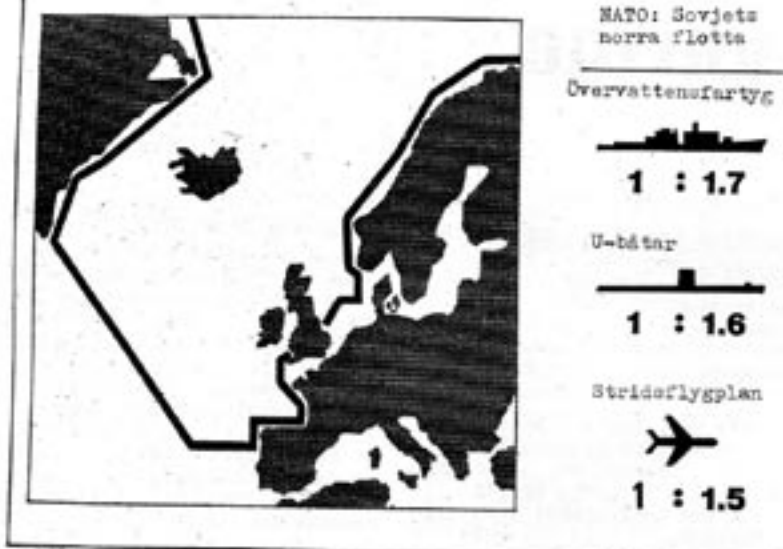 NATO: Sovjets
norra flotta
Övervattensfartyg
1 : 1.7
U-båtar
1 : 1.6
Stridsflygplan
1 : 1.5